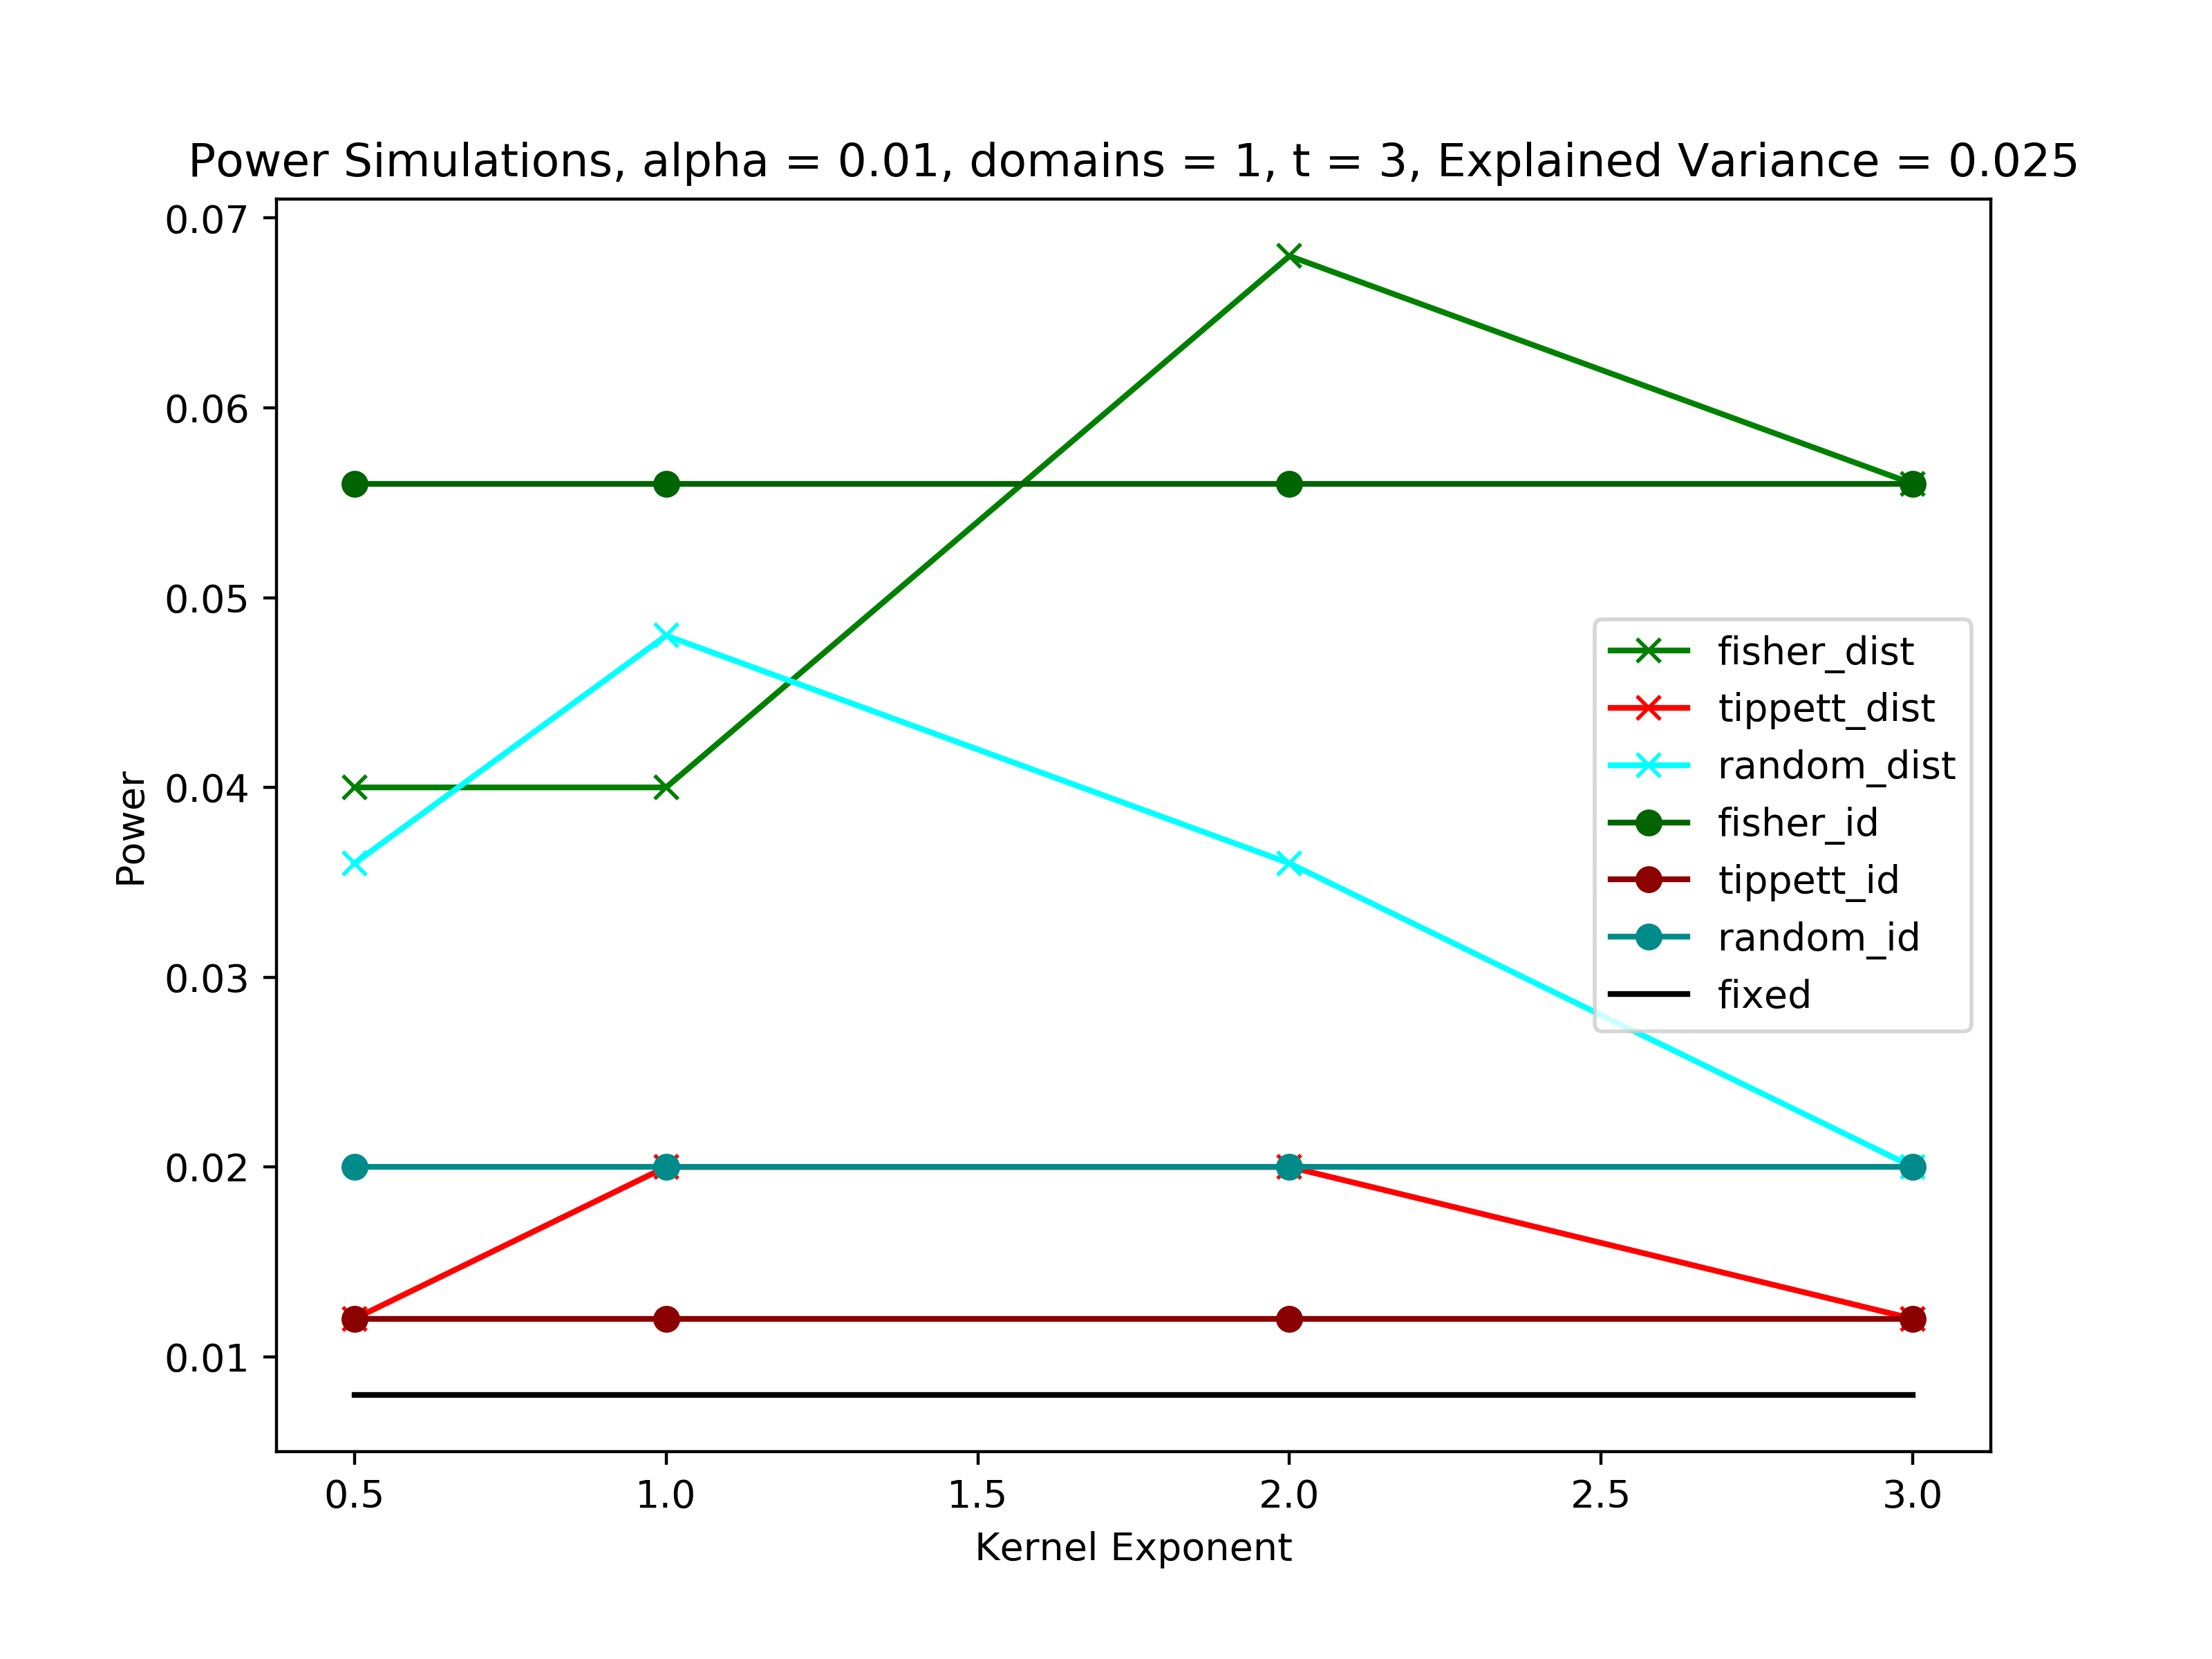 Power Simulations, alpha = 0.01, domains = 1, t = 3, Explained Variance = 0.025
0.07
0.06
0.05
0.04
0.03
0.02
0.01
Power
fisher_dist
tippett_dist
random_dist
fisher_id
tippett_id
random_id
fixed
0.5 1.0 1.5 2.0 2.5 3.0
Kernel Exponent